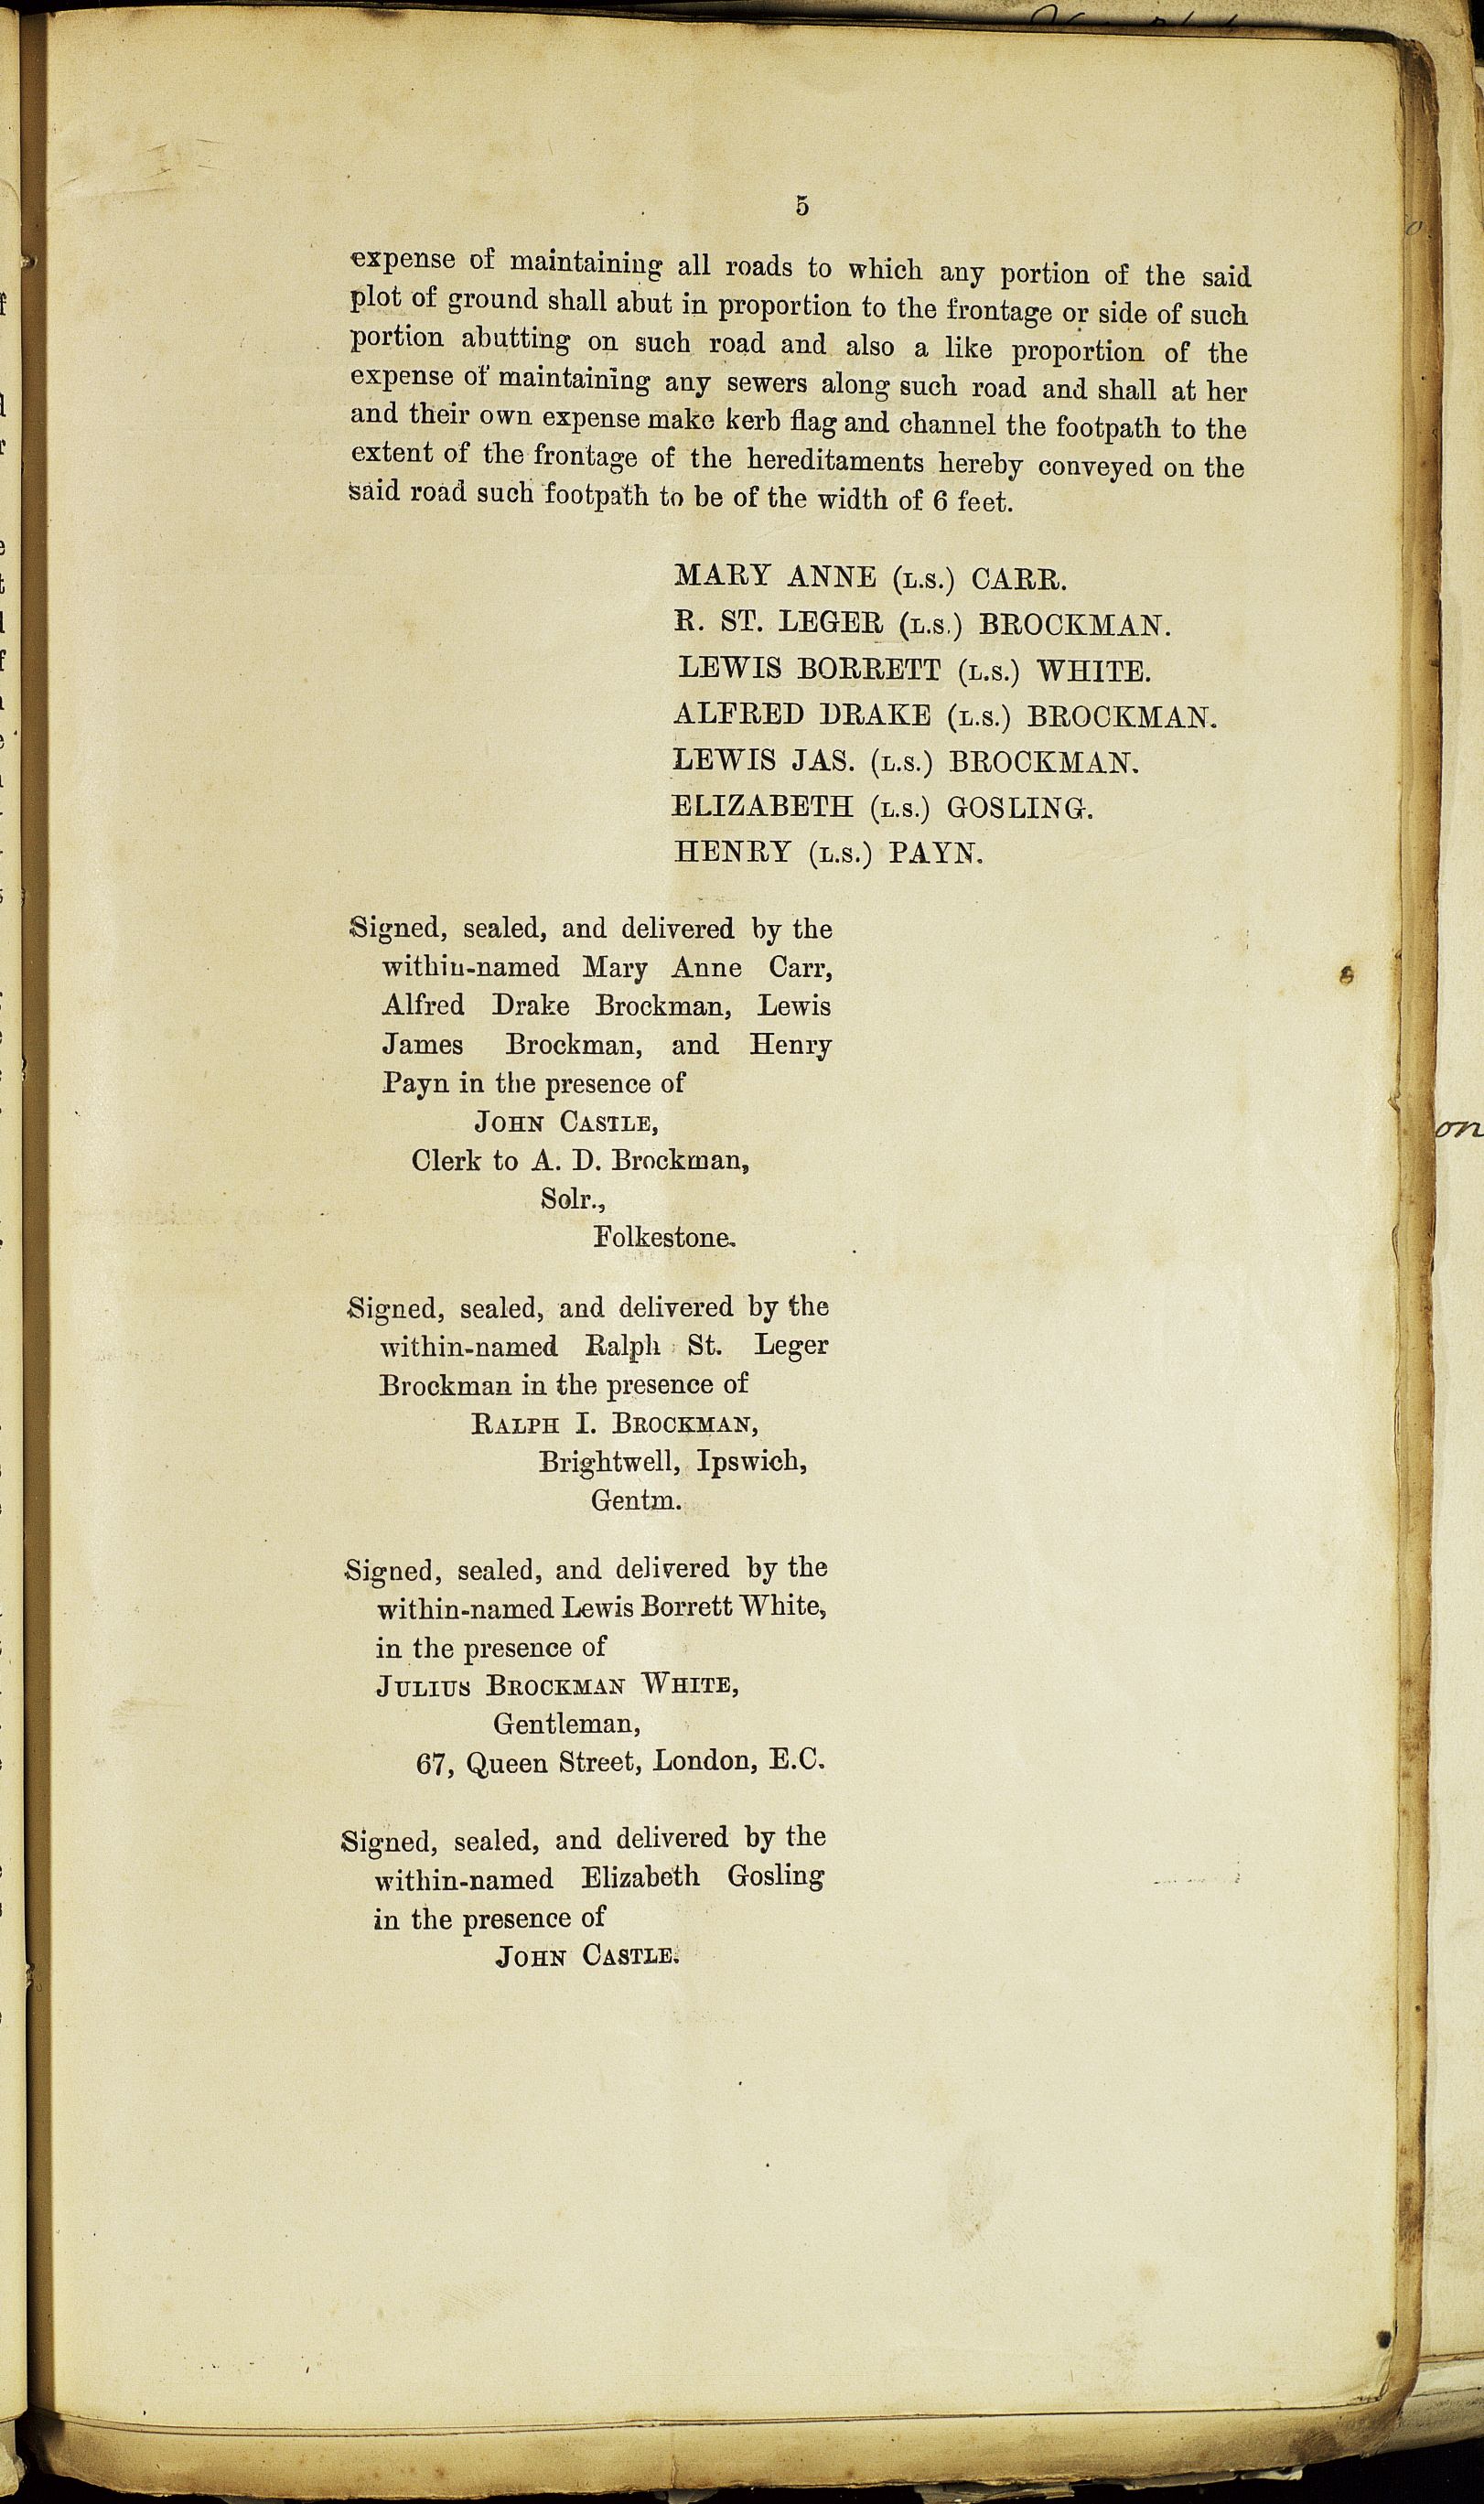 5
expense of maintaining all roads to which any portion of the said
plot of ground shall abut in proportion to the frontage or side of such
portion abutting on such road and also a like proportion of the
expense of maintaining any sewers along such road and shall at her
and their own expense make kerb flag and channel the footpath to the
extent of the frontage of the hereditaments hereby conveyed on the
said road such footpath to be of the width of 6 feet.
MARY ANNE (L.S.) CARR.
R. ST. LEGER (L.S.) BROCKMAN.
LEWIS BORRETT (L.S.) WHITE.
ALFRED DRAKE (L.S.) BROCKMAN.
LEWIS JAS. (L.S.) BROCKMAN.
ELIZABETH (L.S.) GOSLING.
HENRY (L.S.) PAYN.
Signed, sealed, and delivered by the
within-named Mary Anne Carr,
Alfred Drake Brockman, Lewis
James Brockman, and Henry
Payn in the presence of
JOHN CASTLE,
Clerk to A. D. Brockman,
Solr.,
Folkestone.
Signed, sealed, and delivered by the
within-named Ralph St. Leger
Brockman in the presence of
RALPH I. BROCKMAN,
Brightwell, Ipswich,
Gentm.
Signed, sealed, and delivered by the
within-named Lewis Borrett White,
in the presence of
JULIUS BROCKMAN WHITE,
Gentleman,
67, Queen Street, London, E.C.
Signed, sealed, and delivered by the
within-named Elizabeth Gosling
in the presence of
JOHN CASTLE.
on